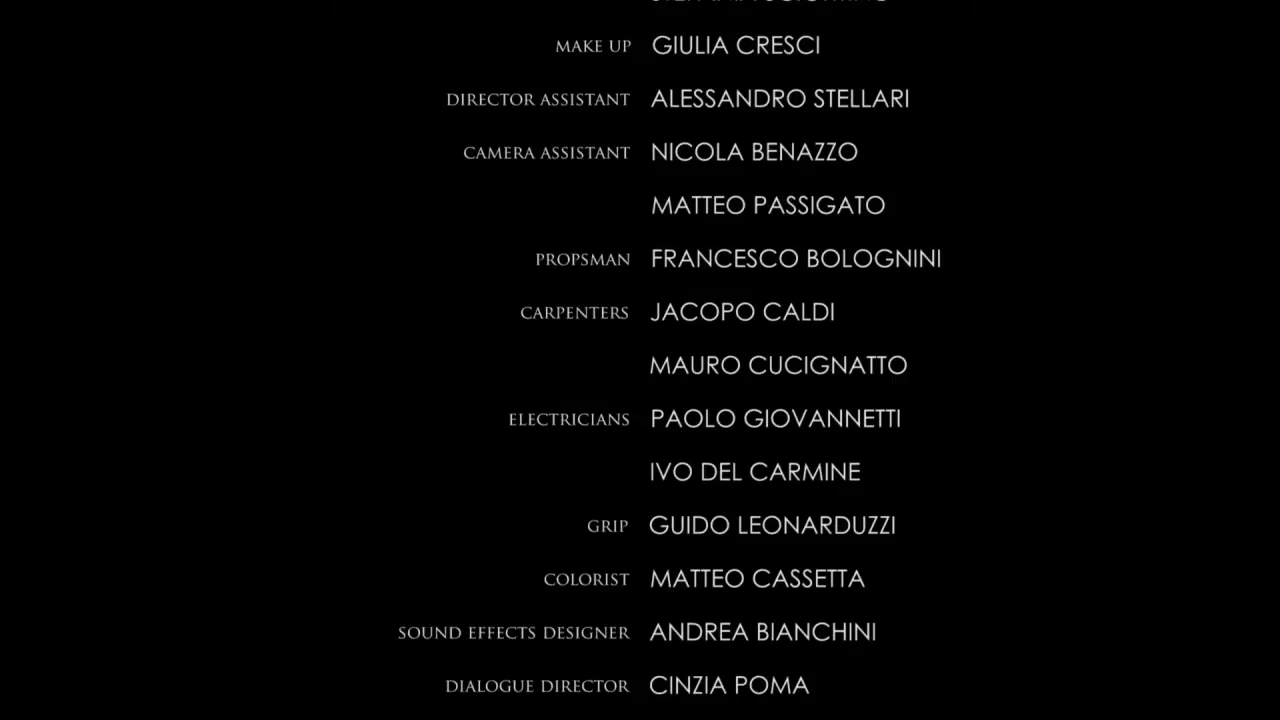 MAKE UP GIULIA CRESCI
DIRECTOR ASSISTANT ALESSANDRO STELLARI
CAMERA ASSISTANT NICOLA BENAZZO
MATTEO PASSIGATO
PROPSMAN FRANCESCO BOLOGNINI
CARPENTERS JACOPO CALDI
MAURO CUCIGNATTO
ELECTRICIANS PAOLO GIOVANNETTI
IVO DEL CARMINE
GRIP GUIDO LEONARDUZZI
COLORIST MATTEO CASSETTA
SOUND EFFECTS DESIGNER ANDREA BIANCHINI
DIALOGUE DIRECTOR CINZIA POMA